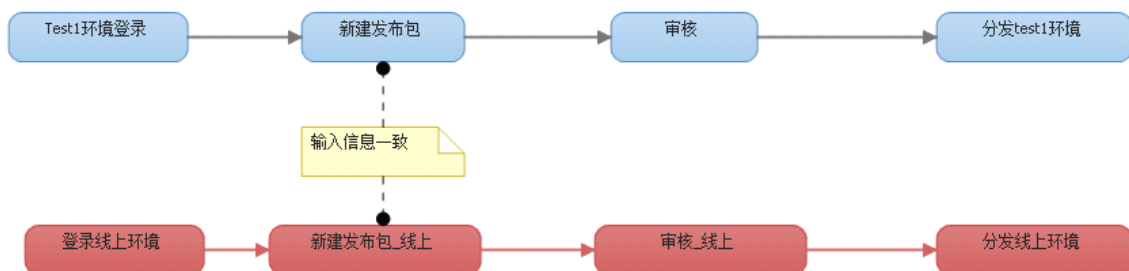 Test1环境登录
新建发布包
审核
分发test1环境
输入信息一致
登录线上环境
新建发布包_线上
审核_线上
分发线上环境